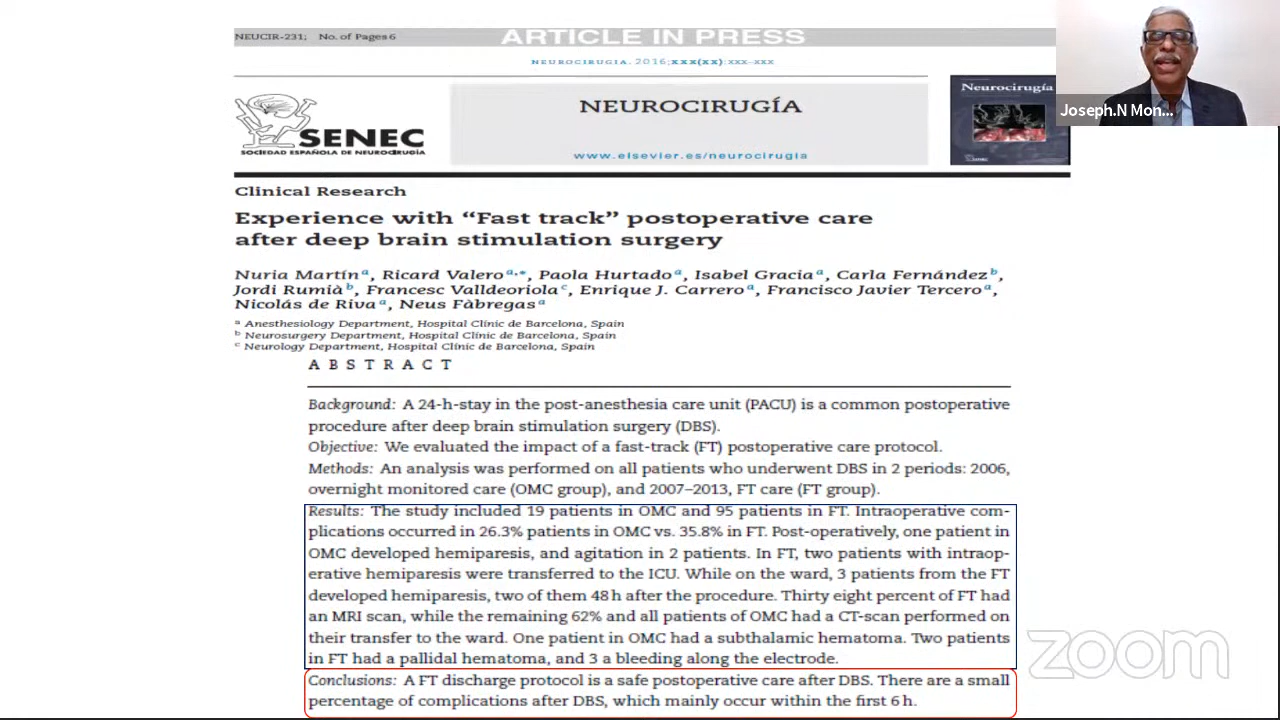 NEUCIR-231; No. of Pages 6
ARTICLE IN PRESS
NEUROCIRUGIA. 2016;xxx(xx):xxx–xxx
NEUROCIRUGÍA
Neurocirugía
Joseph.N Mon...
SENEC
SOCIEDAD ESPAÑOLA DE NEUROCIRUGÍA
www.elsevier.es/neurocirugia
SENEC
Clinical Research
Experience with “Fast track” postoperative care
after deep brain stimulation surgery
Nuria Martín a, Ricard Valero a,*, Paola Hurtado a, Isabel Gracia a, Carla Fernández b,
Jordi Rumià b, Francesc Valldeoriola c, Enrique J. Carrero a, Francisco Javier Tercero a,
Nicolás de Riva a, Neus Fàbregas a
a Anesthesiology Department, Hospital Clínic de Barcelona, Spain
b Neurosurgery Department, Hospital Clínic de Barcelona, Spain
c Neurology Department, Hospital Clínic de Barcelona, Spain
ABSTRACT
Background: A 24-h-stay in the post-anesthesia care unit (PACU) is a common postoperative
procedure after deep brain stimulation surgery (DBS).
Objective: We evaluated the impact of a fast-track (FT) postoperative care protocol.
Methods: An analysis was performed on all patients who underwent DBS in 2 periods: 2006,
overnight monitored care (OMC group), and 2007–2013, FT care (FT group).
Results: The study included 19 patients in OMC and 95 patients in FT. Intraoperative com-
plications occurred in 26.3% patients in OMC vs. 35.8% in FT. Post-operatively, one patient in
OMC developed hemiparesis, and agitation in 2 patients. In FT, two patients with intraop-
erative hemiparesis were transferred to the ICU. While on the ward, 3 patients from the FT
developed hemiparesis, two of them 48 h after the procedure. Thirty eight percent of FT had
an MRI scan, while the remaining 62% and all patients of OMC had a CT-scan performed on
their transfer to the ward. One patient in OMC had a subthalamic hematoma. Two patients
in FT had a pallidal hematoma, and 3 a bleeding along the electrode.
Conclusions: A FT discharge protocol is a safe postoperative care after DBS. There are a small
percentage of complications after DBS, which mainly occur within the first 6 h.
zoom